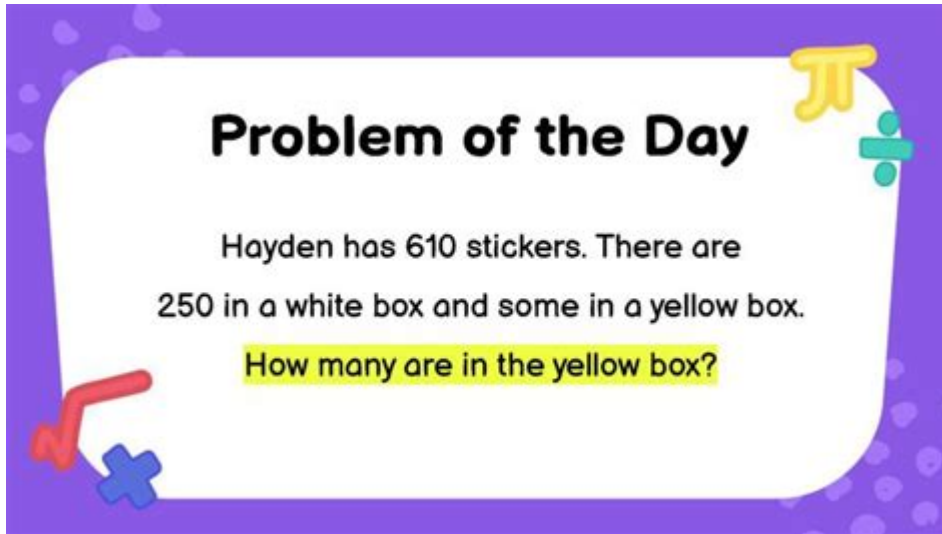 Problem of the Day
Hayden has 610 stickers. There are
250 in a white box and some in a yellow box.
How many are in the yellow box?